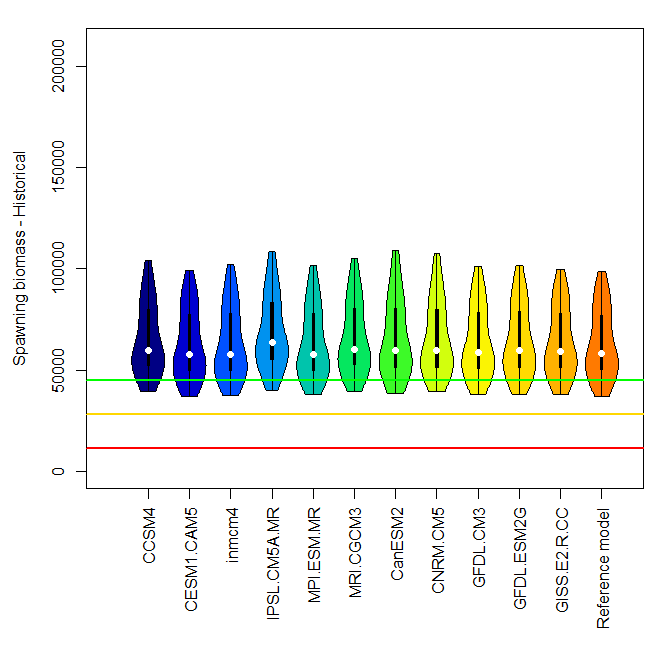 Spawning biomass - Historical
200000
150000
100000
50000
0
CCSM4
CESM1.CAM5
inmcm4
IPSL.CM5A.MR
MPI.ESM.MR
MRI.CGCM3
CanESM2
CNRM.CM5
GFDL.CM3
GFDL.ESM2G
GISS.E2.R.CC
Reference model